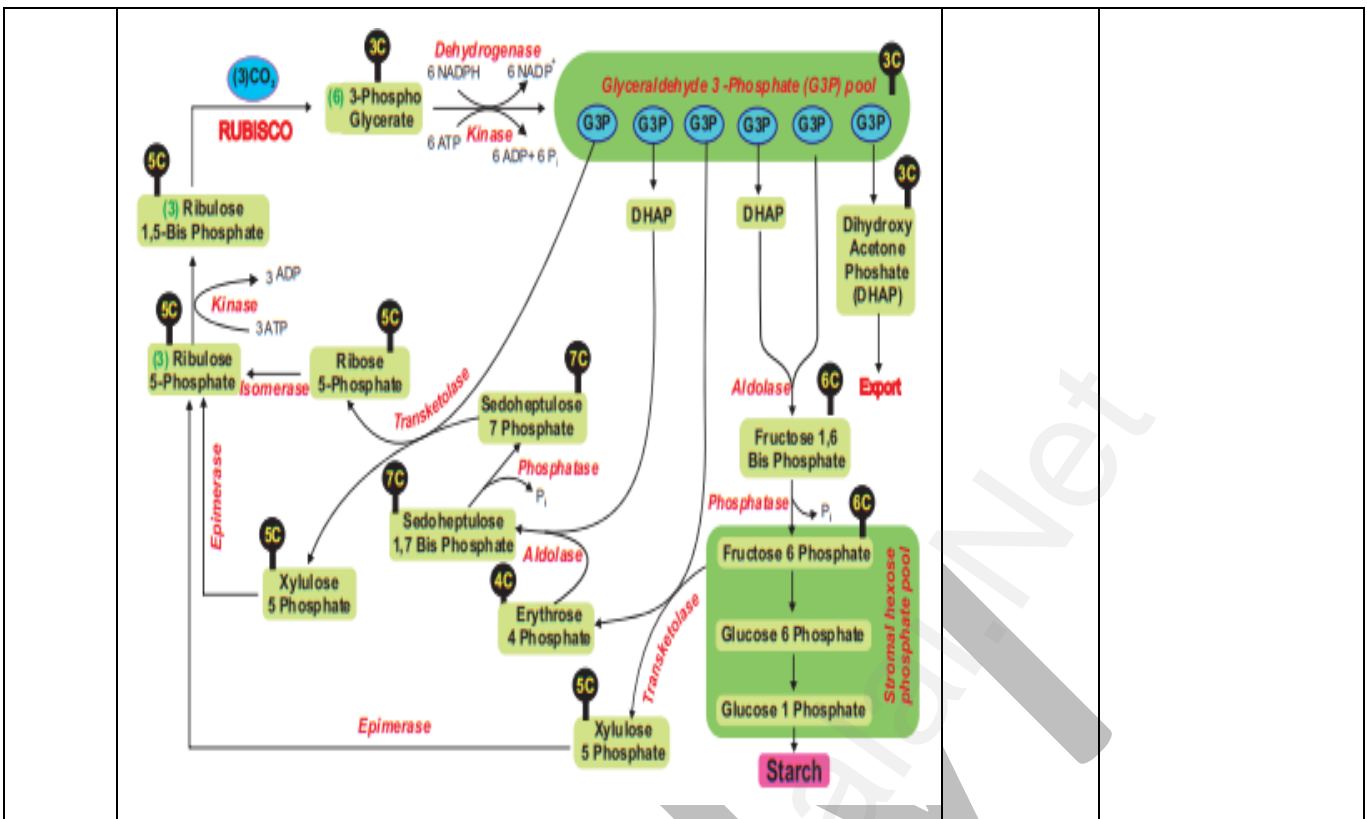 (3)CO2
RUBISCO
3C
(6) 3-Phospho
Glycerate
Dehydrogenase
6 NADPH
6 NADP+
6 ATP
Kinase
6 ADP+ 6 Pi
Glyceraldehyde 3 -Phosphate (G3P) pool
3C
G3P
G3P
G3P
G3P
G3P
G3P
5C
(3) Ribulose
1,5-Bis Phosphate
DHAP
DHAP
3C
Dihydroxy
Acetone
Phoshate
(DHAP)
Export
3 ADP
Kinase
3ATP
5C
(3) Ribulose
5-Phosphate
Isomerase
5C
Ribose
5-Phosphate
Transketolase
7C
Sedoheptulose
7 Phosphate
Phosphatase
Pi
7C
Sedoheptulose
1,7 Bis Phosphate
Aldolase
4C
Erythrose
4 Phosphate
Aldolase
6C
Fructose 1,6
Bis Phosphate
Phosphatase
Pi
6C
Fructose 6 Phosphate
Glucose 6 Phosphate
Glucose 1 Phosphate
Stromal hexose
phosphate pool
Starch
Transketolase
Epimerase
5C
Xylulose
5 Phosphate
Epimerase
5C
Xylulose
5 Phosphate